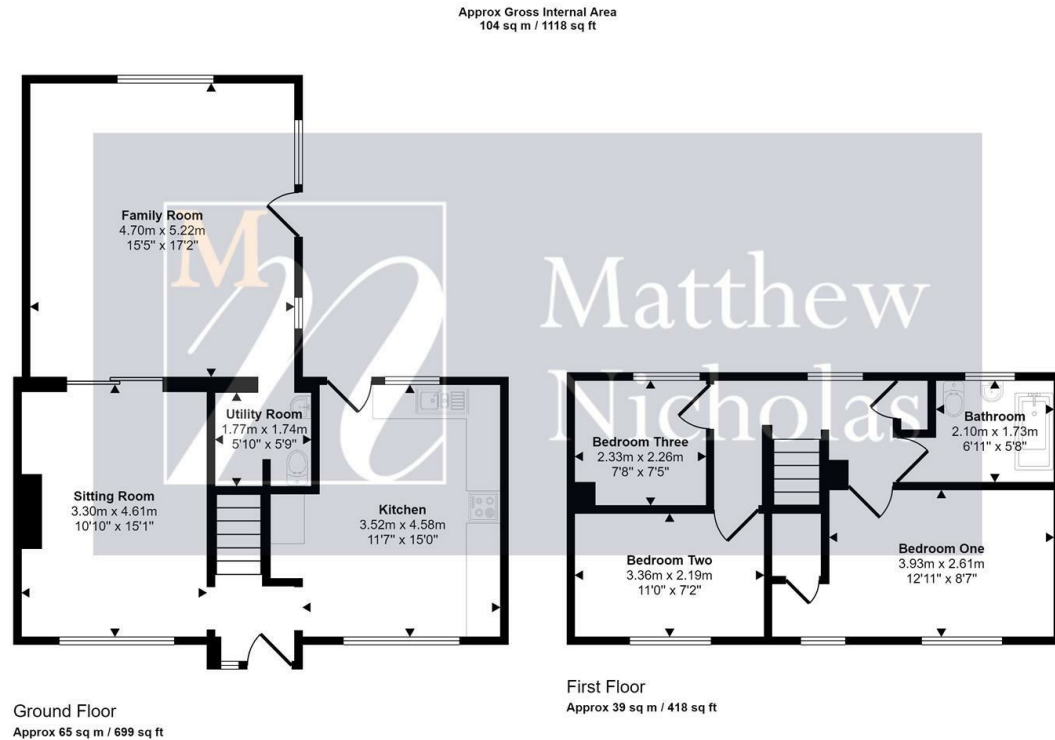 Approx Gross Internal Area
104 sq m / 1118 sq ft
Family Room
4.70m x 5.22m
15'5" x 17'2"
M
n
Matthew
Nicholas
Utility Room
1.77m x 1.74m
5'10" x 5'9"
Sitting Room
3.30m x 4.61m
10'10" x 15'1"
Kitchen
3.52m x 4.58m
11'7" x 15'0"
Bedroom Three
2.33m x 2.26m
7'8" x 7'5"
Bathroom
2.10m x 1.73m
6'11" x 5'8"
Bedroom Two
3.36m x 2.19m
11'0" x 7'2"
Bedroom One
3.93m x 2.61m
12'11" x 8'7"
Ground Floor
Approx 65 sq m / 699 sq ft
First Floor
Approx 39 sq m / 418 sq ft